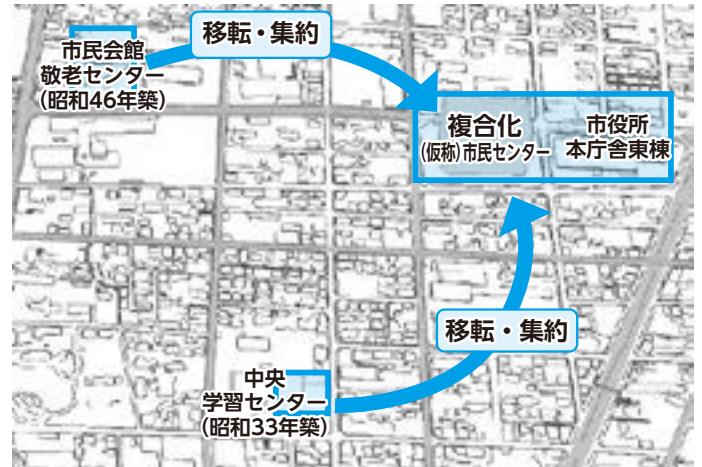 市民会館
敬老センター
(昭和46年築)
移転・集約
複合化
(仮称)市民センター
市役所
本庁舎東棟
移転・集約
中央
学習センター
(昭和33年築)